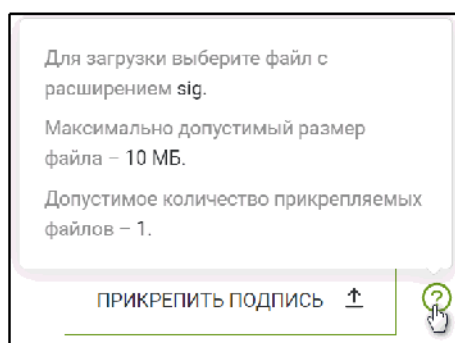 Для загрузки выберите файл с
расширением sig.
Максимально допустимый размер
файла – 10 МБ.
Допустимое количество прикрепляемых
файлов – 1.
ПРИКРЕПИТЬ ПОДПИСЬ
?